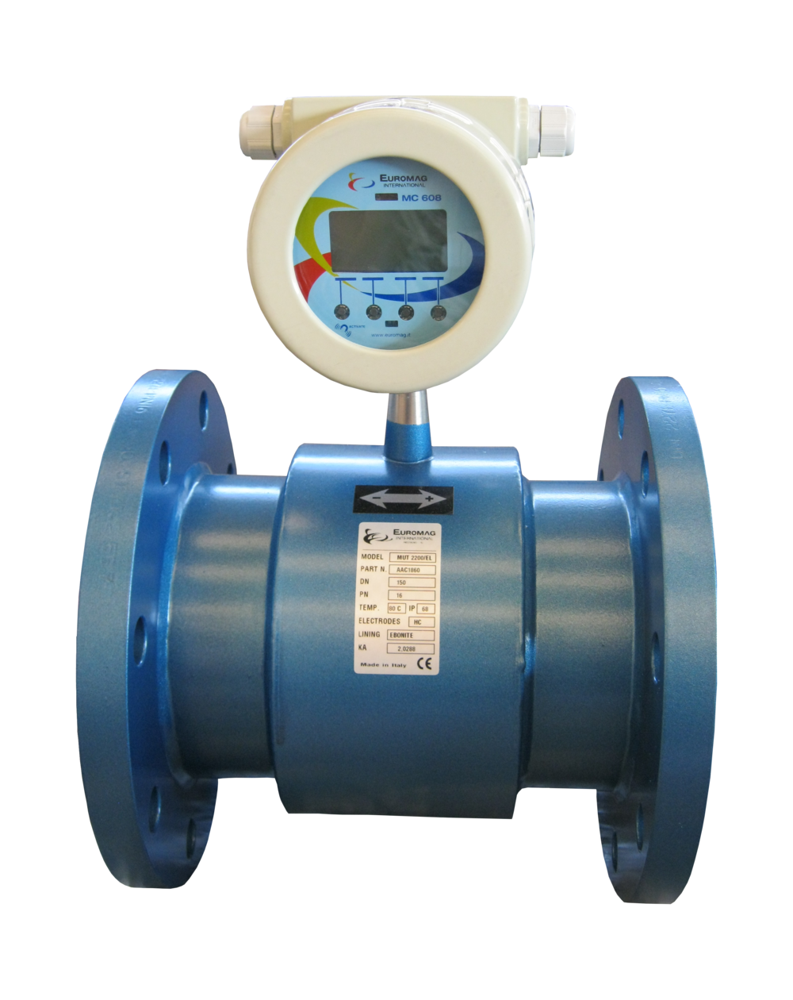 EUROMAG
INTERNATIONAL
MC 608
ACTIVATE
www.euromag.it
- +
EUROMAG
INTERNATIONAL
MODEL MUT 2200/EL
PART N. AAC1860
DN 150
PN 16
TEMP. 80 C IP 68
ELECTRODES HC
LINING EBONITE
KA 2,0288
Made in Italy CE